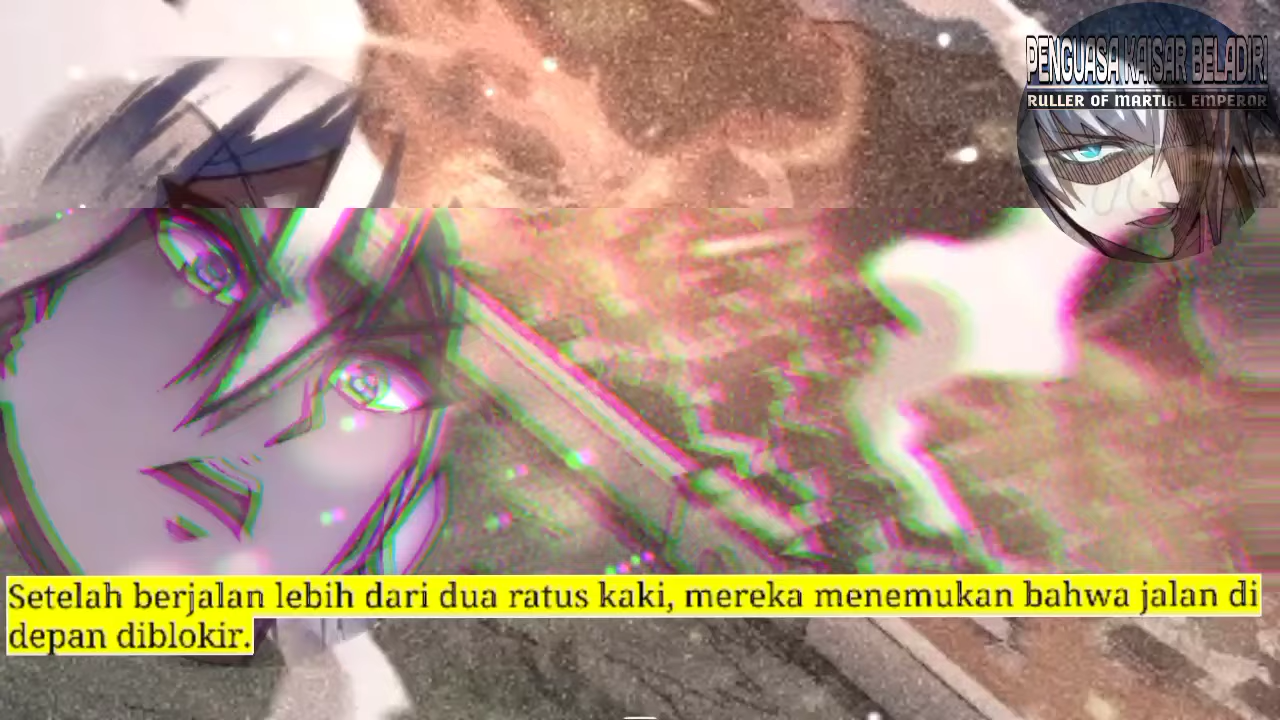 PENGUASA KAISAR BELADIRI
RULLER OF MARTIAL EMPEROR
Setelah berjalan lebih dari dua ratus kaki, mereka menemukan bahwa jalan di
depan diblokir.